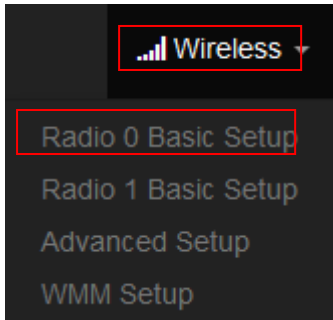 Wireless
Radio 0 Basic Setup
Radio 1 Basic Setup
Advanced Setup
WMM Setup